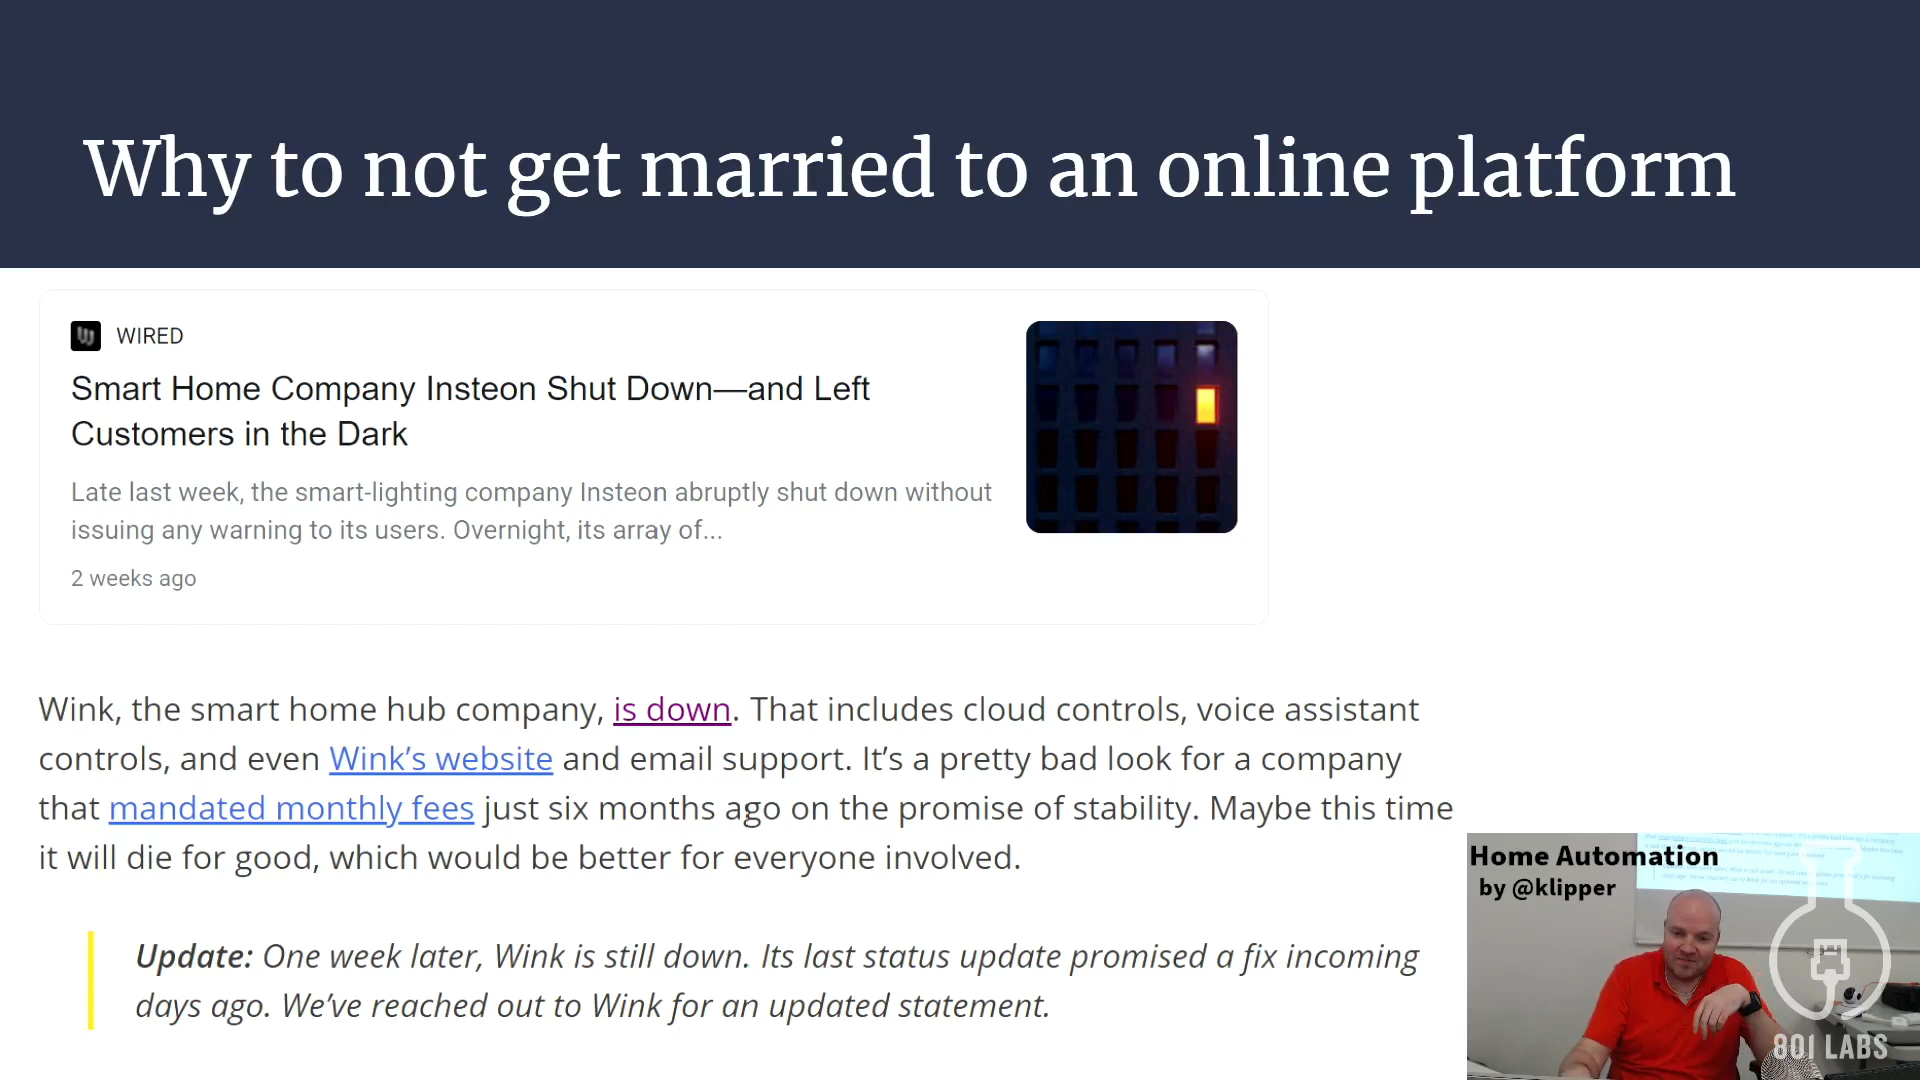 Why to not get married to an online platform
WIRED
Smart Home Company Insteon Shut Down—and Left
Customers in the Dark
Late last week, the smart-lighting company Insteon abruptly shut down without
issuing any warning to its users. Overnight, its array of...
2 weeks ago
Wink, the smart home hub company, is down. That includes cloud controls, voice assistant
controls, and even Wink’s website and email support. It’s a pretty bad look for a company
that mandated monthly fees just six months ago on the promise of stability. Maybe this time
it will die for good, which would be better for everyone involved.
Update: One week later, Wink is still down. Its last status update promised a fix incoming
days ago. We’ve reached out to Wink for an updated statement.
Home Automation
by @klipper
801 LABS